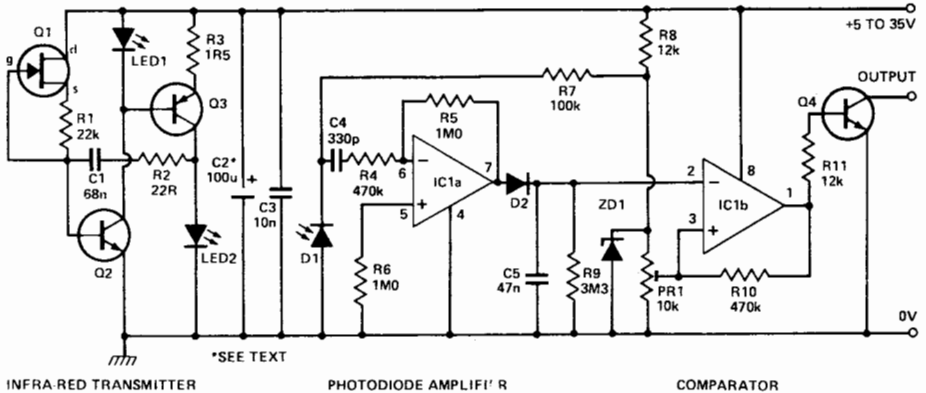 +5 TO 35V
Q1
d
g
s
LED1
R3
1R5
Q3
R1
22k
C1
68n
R2
22R
C2*
100u
+
C3
10n
Q2
LED2
*SEE TEXT
R8
12k
R7
100k
C4
330p
R4
470k
R5
1M0
6
-
7
IC1a
5
+
4
D1
R6
1M0
D2
C5
47n
R9
3M3
ZD1
PR1
10k
2
-
8
IC1b
1
3
+
R10
470k
R11
12k
Q4
OUTPUT
0V
INFRA-RED TRANSMITTER
PHOTODIODE AMPLIFIER
COMPARATOR